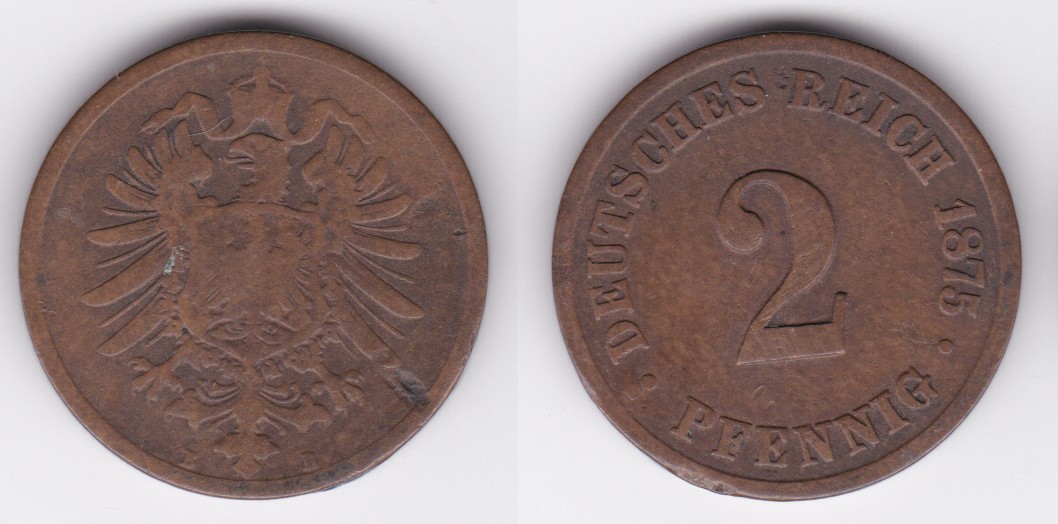 DEUTSCHES REICH 1875
2
PFENNIG